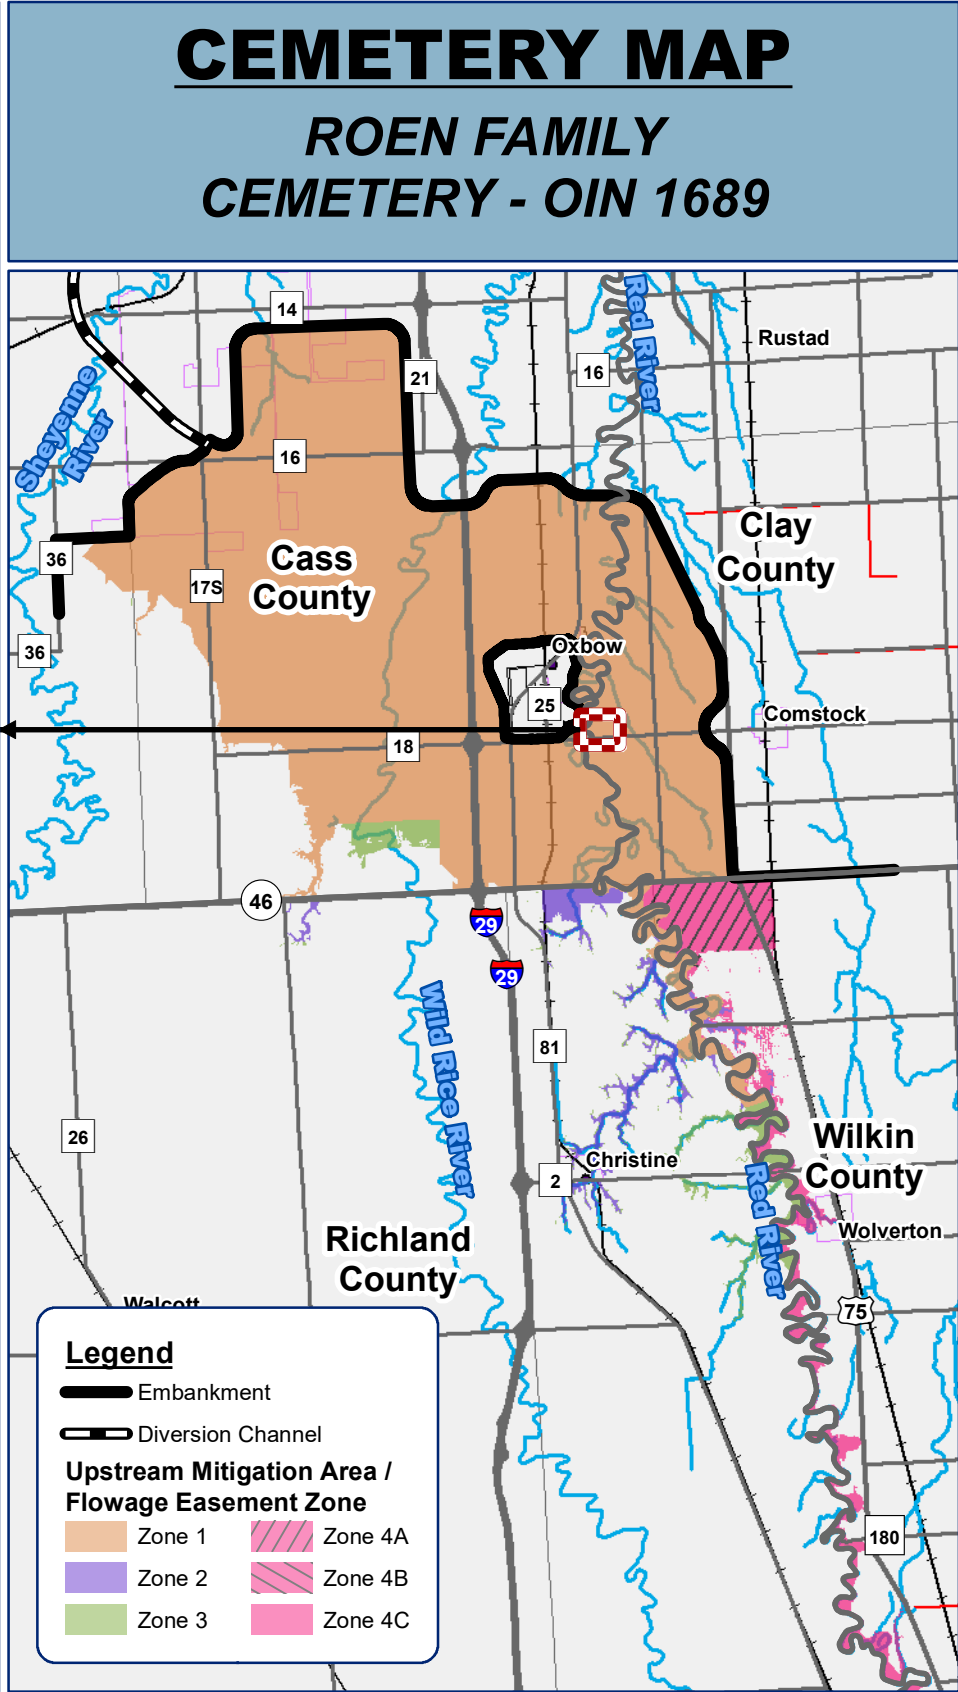 CEMETERY MAP
ROEN FAMILY
CEMETERY - OIN 1689
14
Red River
Rustad
21
16
Sheyenne
River
16
Clay
County
36
Cass
County
17S
36
Oxbow
25
Comstock
18
46
29
29
Wild Rice River
81
26
Wilkin
County
Christine
2
Red River
Wolverton
Richland
County
Walcott
75
Legend
Embankment
Diversion Channel
Upstream Mitigation Area /
Flowage Easement Zone
Zone 1
Zone 4A
Zone 2
Zone 4B
Zone 3
Zone 4C
180